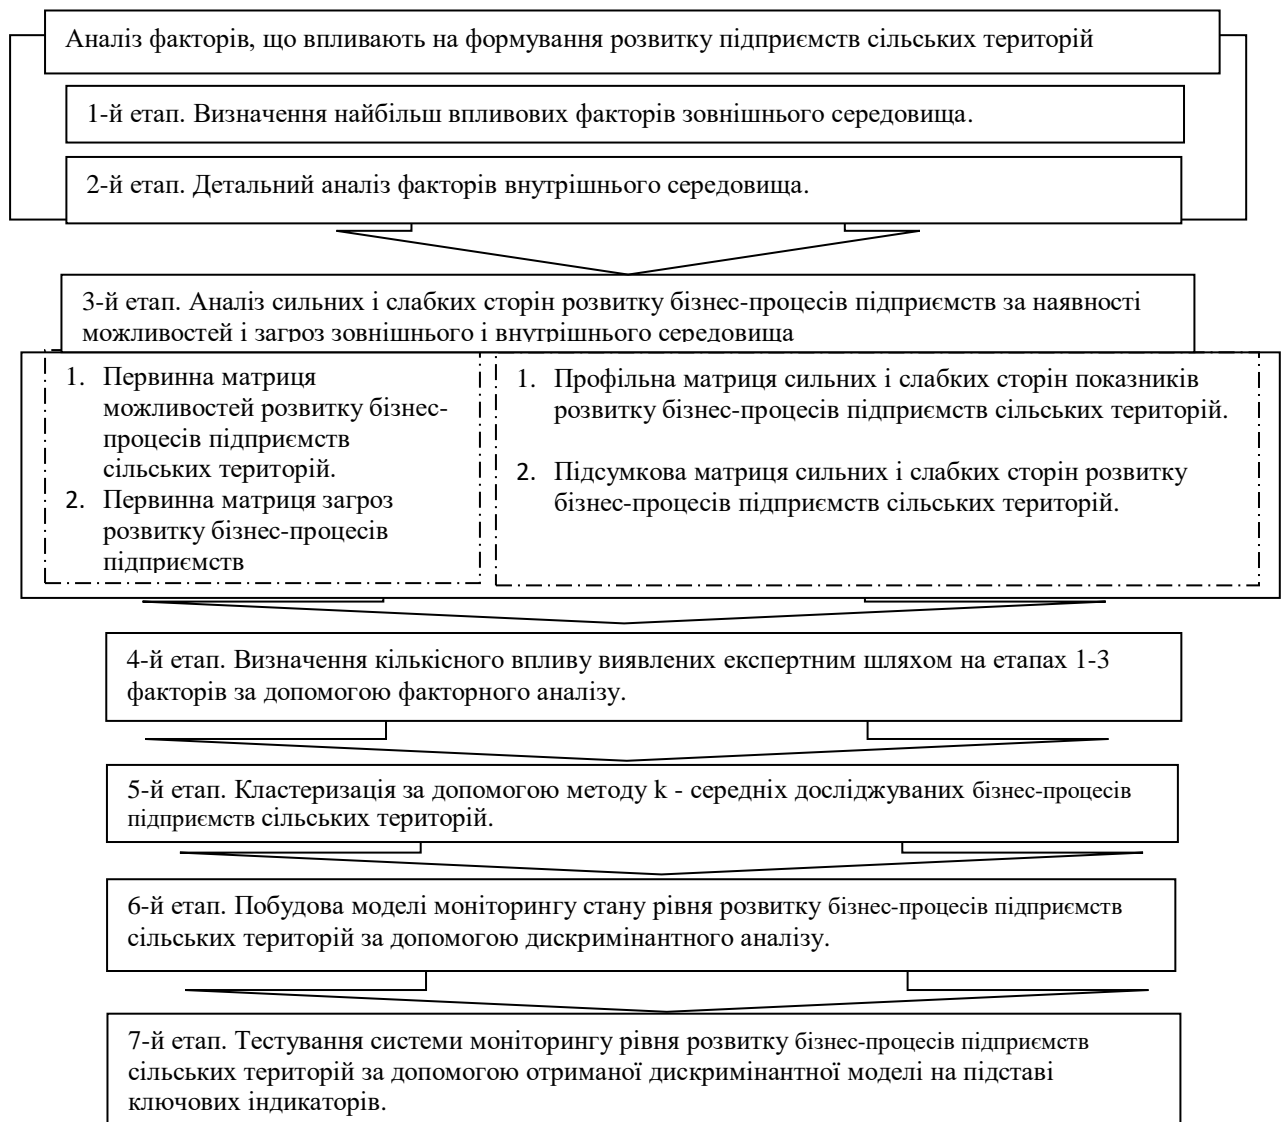 Аналіз факторів, що впливають на формування розвитку підприємств сільських територій
1-й етап. Визначення найбільш впливових факторів зовнішнього середовища.
2-й етап. Детальний аналіз факторів внутрішнього середовища.
3-й етап. Аналіз сильних і слабких сторін розвитку бізнес-процесів підприємств за наявності
можливостей і загроз зовнішнього і внутрішнього середовища
1. Первинна матриця
можливостей розвитку бізнес-
процесів підприємств
сільських територій.
2. Первинна матриця загроз
розвитку бізнес-процесів
підприємств
1. Профільна матриця сильних і слабких сторін показників
розвитку бізнес-процесів підприємств сільських територій.
2. Підсумкова матриця сильних і слабких сторін розвитку
бізнес-процесів підприємств сільських територій.
4-й етап. Визначення кількісного впливу виявлених експертним шляхом на етапах 1-3
факторів за допомогою факторного аналізу.
5-й етап. Кластеризація за допомогою методу k - середніх досліджуваних бізнес-процесів
підприємств сільських територій.
6-й етап. Побудова моделі моніторингу стану рівня розвитку бізнес-процесів підприємств
сільських територій за допомогою дискримінантного аналізу.
7-й етап. Тестування системи моніторингу рівня розвитку бізнес-процесів підприємств
сільських територій за допомогою отриманої дискримінантної моделі на підставі
ключових індикаторів.